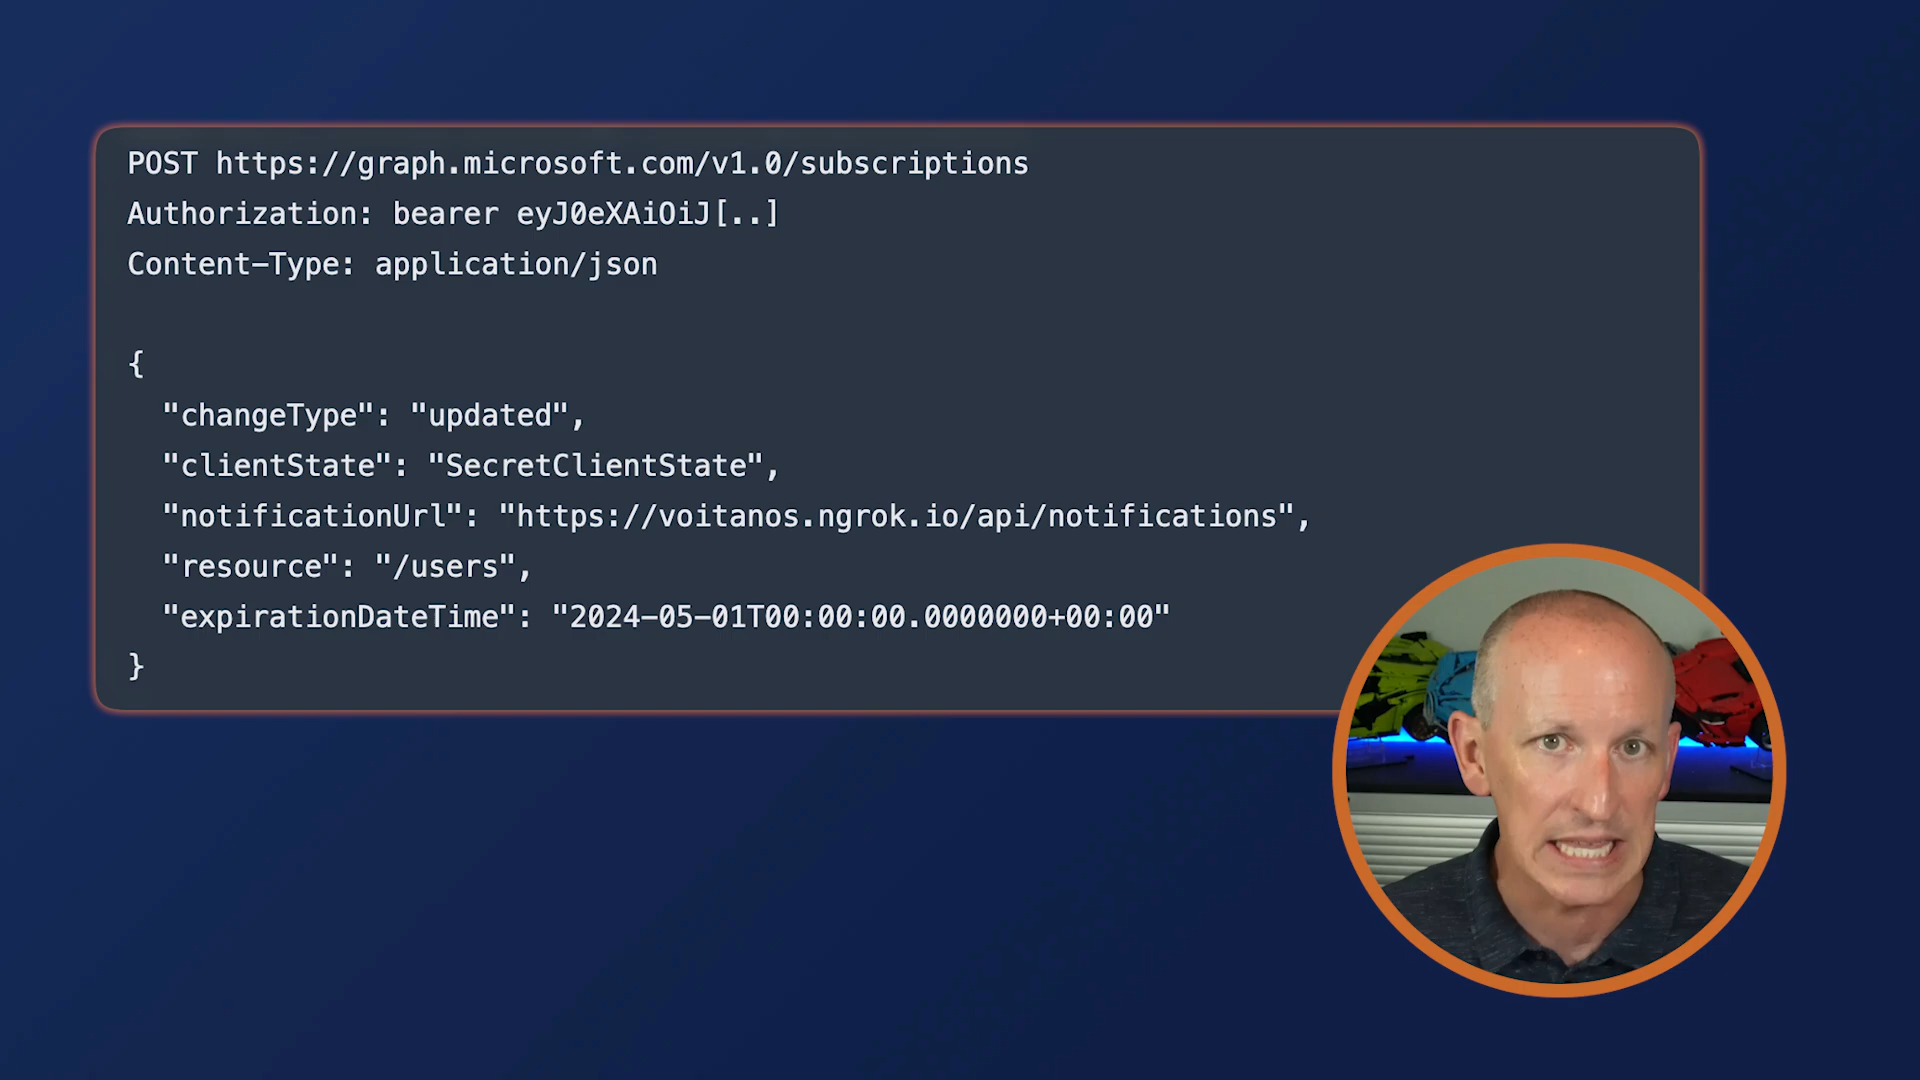 POST https://graph.microsoft.com/v1.0/subscriptions
Authorization: bearer eyJ0eXAiOiJ[..]
Content-Type: application/json
{
"changeType": "updated",
"clientState": "SecretClientState",
"notificationUrl": "https://voitanos.ngrok.io/api/notifications",
"resource": "/users",
"expirationDateTime": "2024-05-01T00:00:00.0000000+00:00"
}